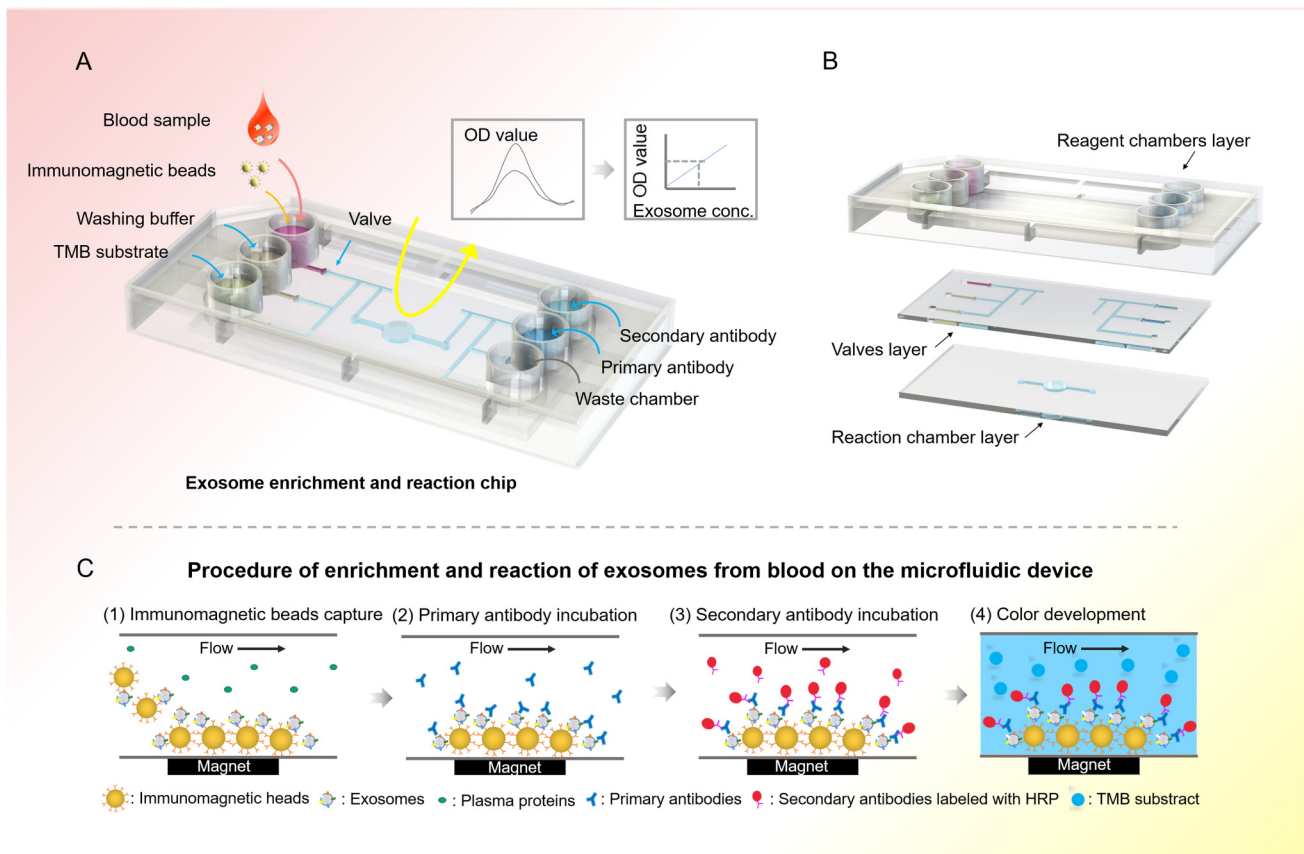 A
Blood sample
Immunomagnetic beads
Washing buffer
TMB substrate
Valve
OD value
OD value
Exosome conc.
Secondary antibody
Primary antibody
Waste chamber
Exosome enrichment and reaction chip
B
Reagent chambers layer
Valves layer
Reaction chamber layer
C
Procedure of enrichment and reaction of exosomes from blood on the microfluidic device
(1) Immunomagnetic beads capture
(2) Primary antibody incubation
(3) Secondary antibody incubation
(4) Color development
Flow
Flow
Flow
Flow
Magnet
Magnet
Magnet
Magnet
: Immunomagnetic heads
: Exosomes
: Plasma proteins
: Primary antibodies
: Secondary antibodies labeled with HRP
: TMB substract